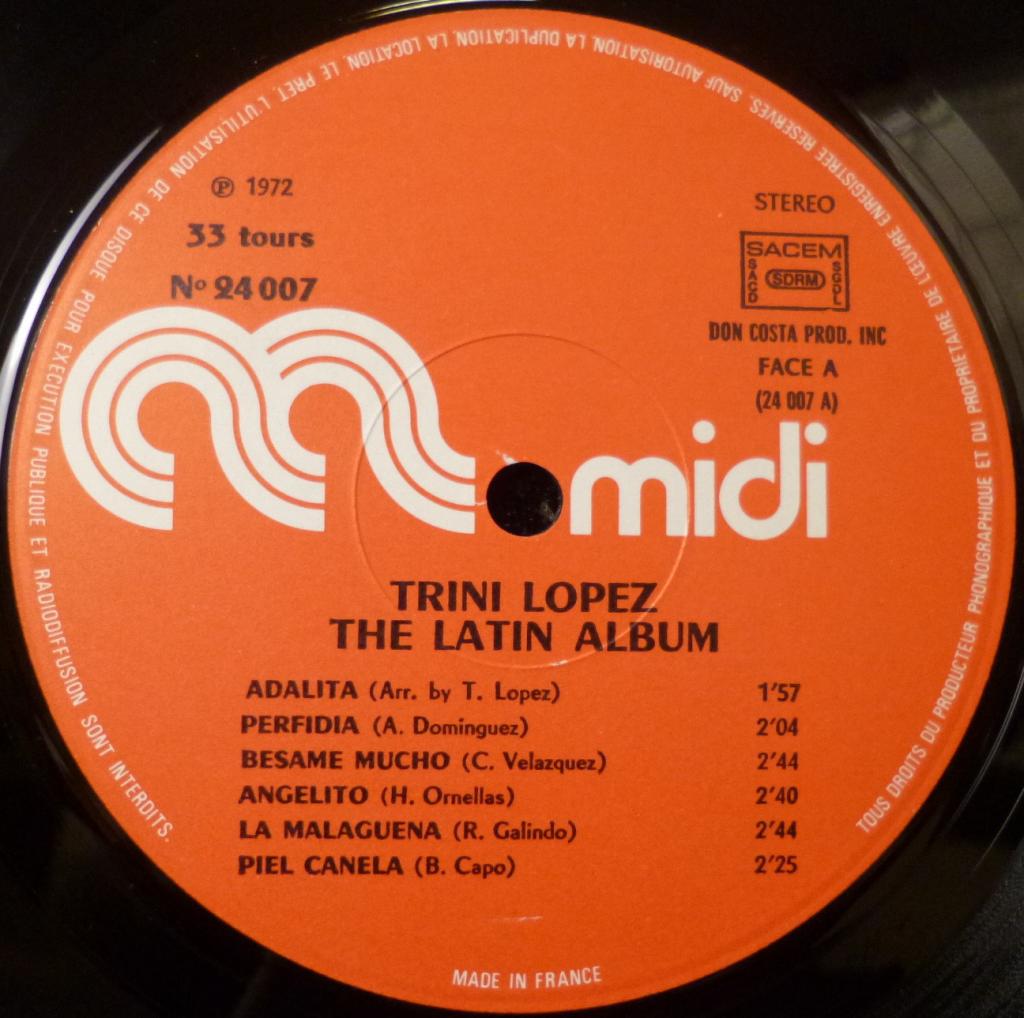 TOUS DROITS DU PRODUCTEUR PHONOGRAPHIQUE ET DU PROPRIETAIRE DE L'ŒUVRE ENREGISTREE RESERVES. SAUF AUTORISATION, LA DUPLICATION, LA LOCATION, LE PRET, L'UTILISATION DE CE DISQUE POUR EXECUTION PUBLIQUE ET RADIODIFFUSION SONT INTERDITS.
℗ 1972
33 tours
Nº 24 007
STEREO
SACEM
SACD SDRM SGDL
DON COSTA PROD. INC
FACE A
(24 007 A)
midi
TRINI LOPEZ
THE LATIN ALBUM
ADALITA (Arr. by T. Lopez) 1'57
PERFIDIA (A. Dominguez) 2'04
BESAME MUCHO (C. Velazquez) 2'44
ANGELITO (H. Ornellas) 2'40
LA MALAGUENA (R. Galindo) 2'44
PIEL CANELA (B. Capo) 2'25
MADE IN FRANCE